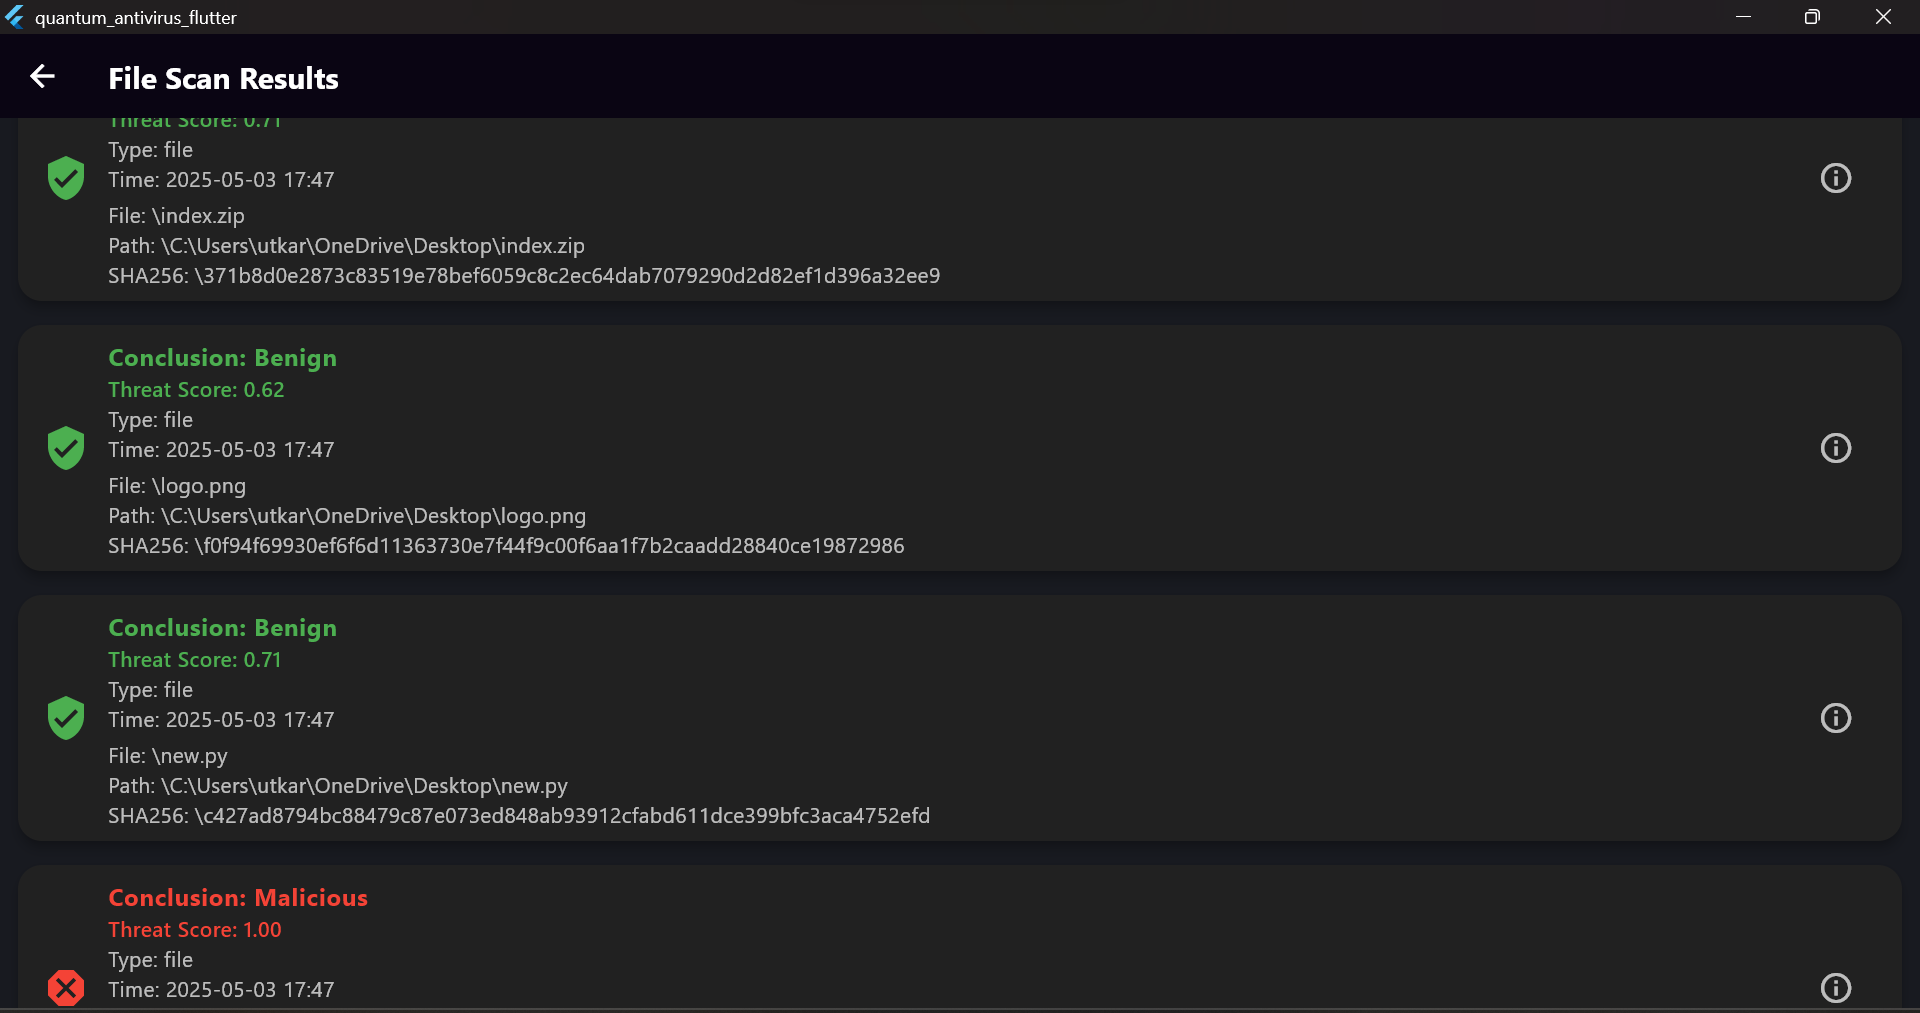 quantum_antivirus_flutter
File Scan Results
Threat Score: 0.71
Type: file
Time: 2025-05-03 17:47
File: \index.zip
Path: \C:\Users\utkar\OneDrive\Desktop\index.zip
SHA256: \371b8d0e2873c83519e78bef6059c8c2ec64dab7079290d2d82ef1d396a32ee9
Conclusion: Benign
Threat Score: 0.62
Type: file
Time: 2025-05-03 17:47
File: \logo.png
Path: \C:\Users\utkar\OneDrive\Desktop\logo.png
SHA256: \f0f94f69930ef6f6d11363730e7f44f9c00f6aa1f7b2caadd28840ce19872986
Conclusion: Benign
Threat Score: 0.71
Type: file
Time: 2025-05-03 17:47
File: \new.py
Path: \C:\Users\utkar\OneDrive\Desktop\new.py
SHA256: \c427ad8794bc88479c87e073ed848ab93912cfabd611dce399bfc3aca4752efd
Conclusion: Malicious
Threat Score: 1.00
Type: file
Time: 2025-05-03 17:47